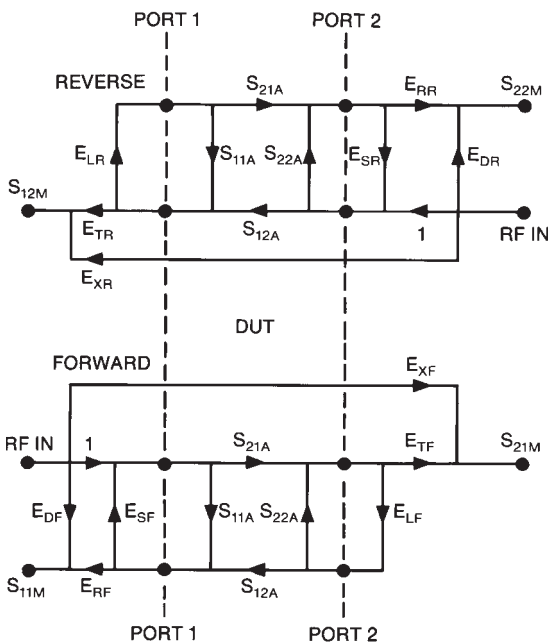 PORT 1 PORT 2
REVERSE S21A ERR S22M
ELR S11A S22A ESR EDR
S12M
ETR S12A 1 RF IN
EXR
DUT
FORWARD EXF
RF IN 1 S21A ETF S21M
EDF ESF S11A S22A ELF
S11M ERF S12A
PORT 1 PORT 2